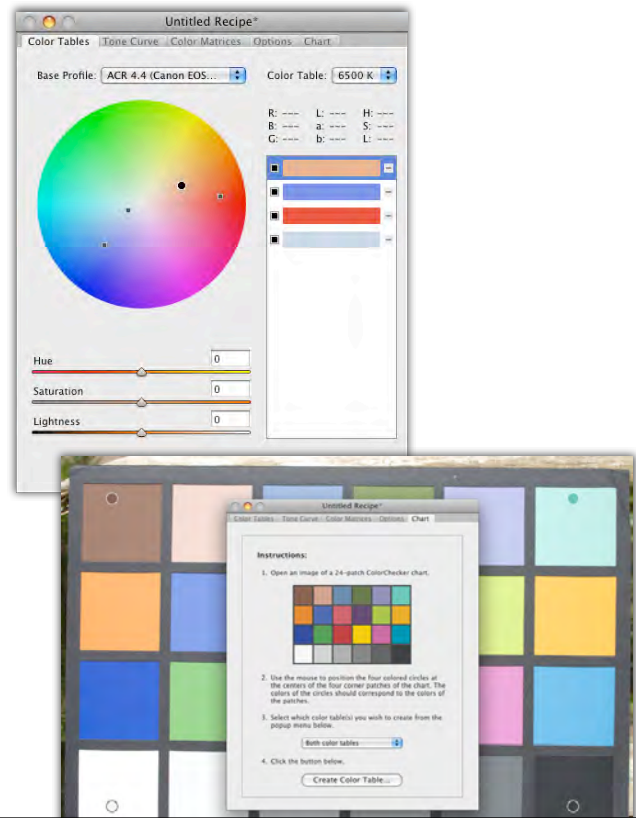 Untitled Recipe*
Color Tables Tone Curve Color Matrices Options Chart
Base Profile: ACR 4.4 (Canon EOS... Color Table: 6500 K
R: --- L: --- H: ---
B: --- a: --- S: ---
G: --- b: --- L: ---
Hue 0
Saturation 0
Lightness 0
Untitled Recipe*
Color Tables Tone Curve Color Matrices Options Chart
Instructions:
1. Open an image of a 24-patch ColorChecker chart.
2. Use the mouse to position the four colored circles at
the centers of the four corner patches of the chart. The
colors of the circles should correspond to the colors of
the patches.
3. Select which color table(s) you wish to create from the
popup menu below.
Both color tables
4. Click the button below.
Create Color Table...